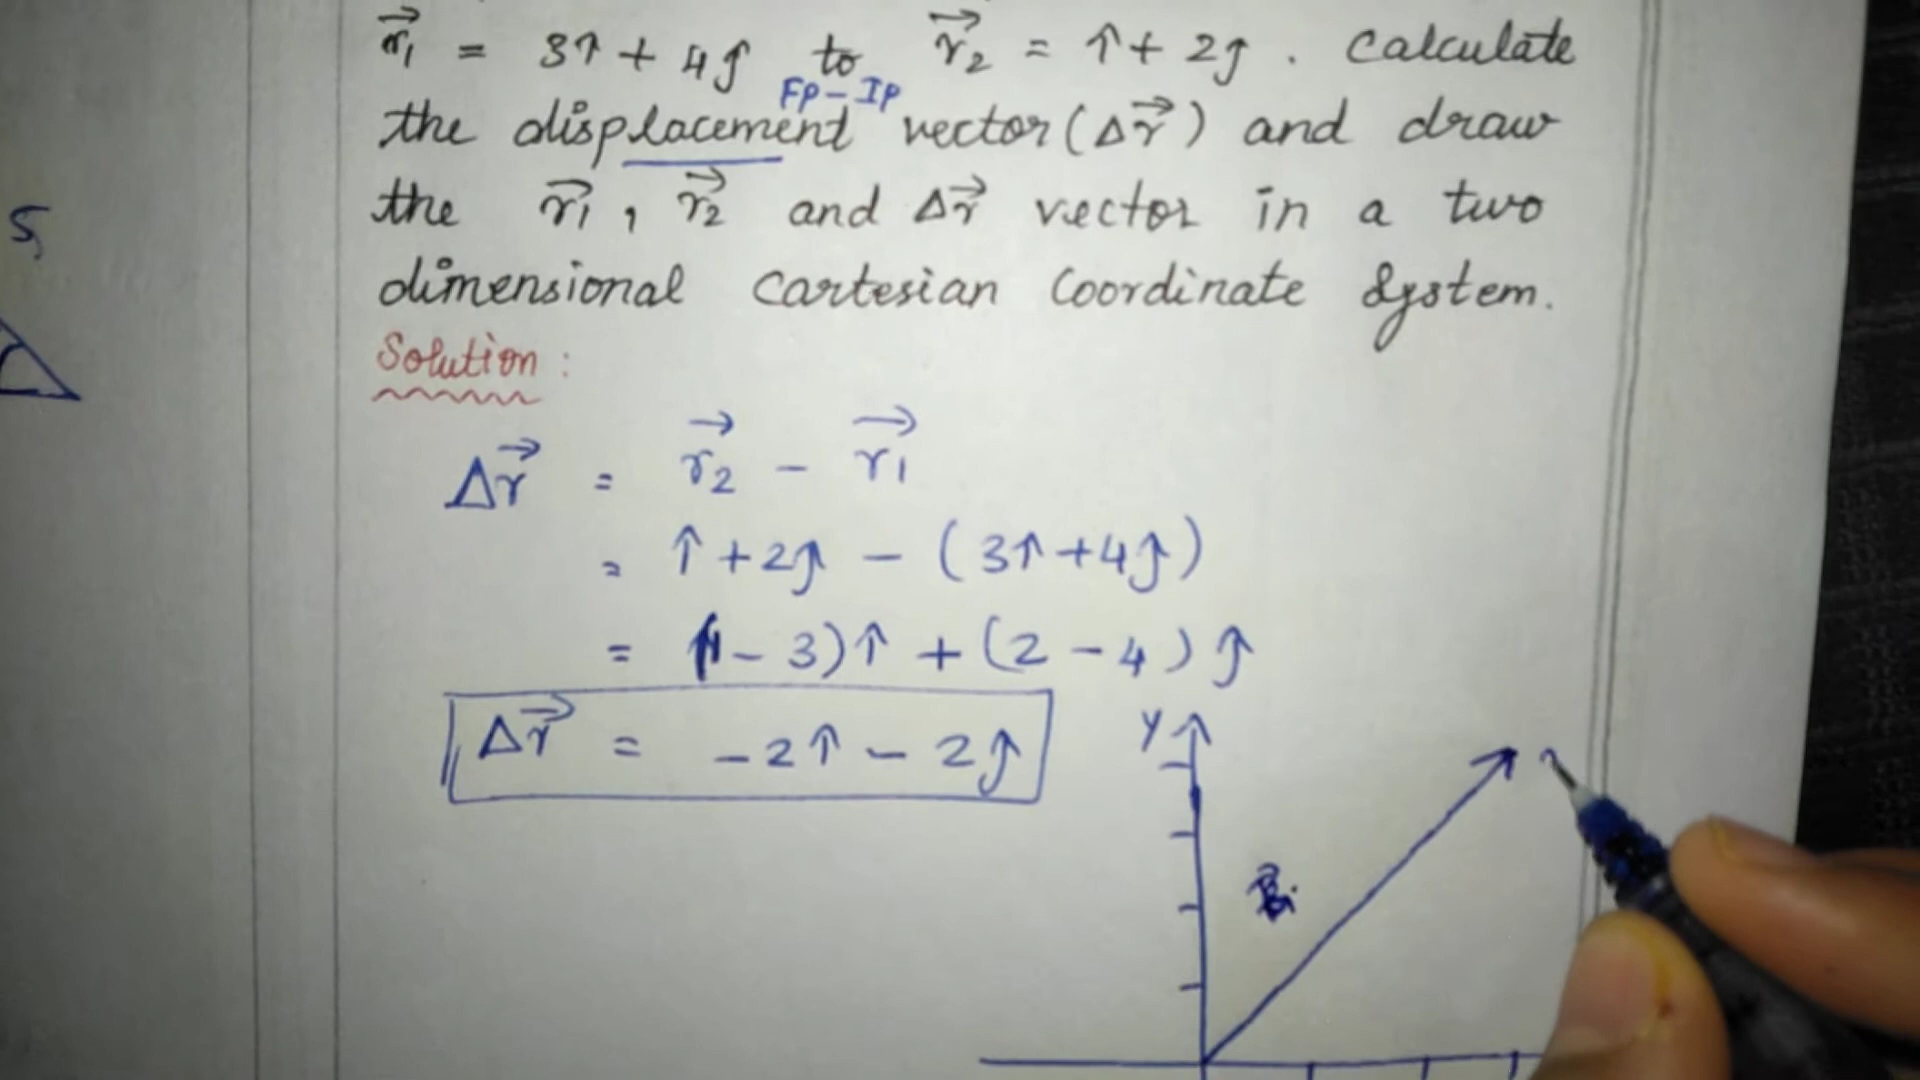 r⃗₁ = 3î + 4ĵ to r⃗₂ = î + 2ĵ . Calculate
FP - IP
the displacement vector (Δr⃗) and draw
the r⃗₁ , r⃗₂ and Δr⃗ vector in a two
dimensional Cartesian Coordinate System.
5
Solution :
Δr⃗ = r⃗₂ - r⃗₁
= î + 2ĵ - (3î + 4ĵ)
= (1 - 3)î + (2 - 4)ĵ
Δr⃗ = -2î - 2ĵ
Y